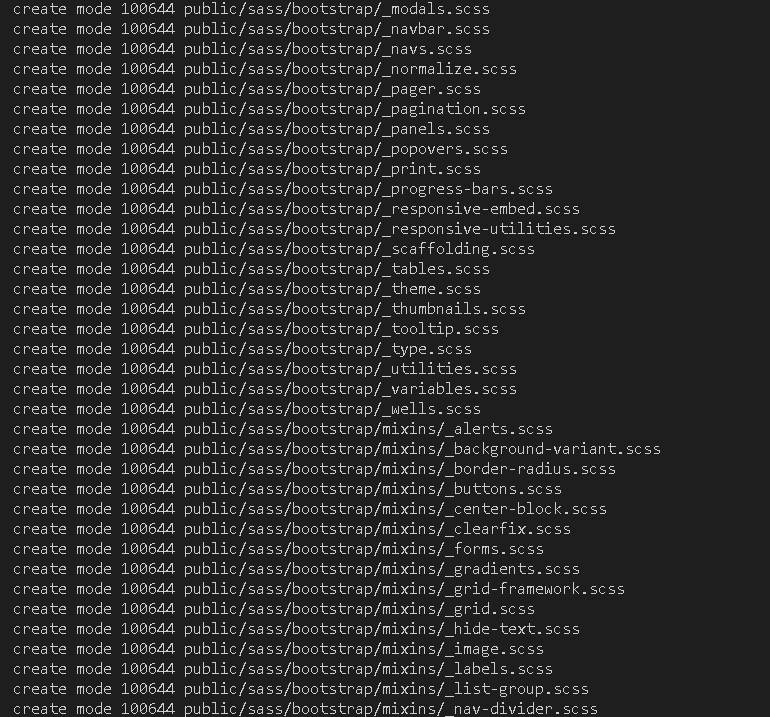 create mode 100644 public/sass/bootstrap/_modals.scss
create mode 100644 public/sass/bootstrap/_navbar.scss
create mode 100644 public/sass/bootstrap/_navs.scss
create mode 100644 public/sass/bootstrap/_normalize.scss
create mode 100644 public/sass/bootstrap/_pager.scss
create mode 100644 public/sass/bootstrap/_pagination.scss
create mode 100644 public/sass/bootstrap/_panels.scss
create mode 100644 public/sass/bootstrap/_popovers.scss
create mode 100644 public/sass/bootstrap/_print.scss
create mode 100644 public/sass/bootstrap/_progress-bars.scss
create mode 100644 public/sass/bootstrap/_responsive-embed.scss
create mode 100644 public/sass/bootstrap/_responsive-utilities.scss
create mode 100644 public/sass/bootstrap/_scaffolding.scss
create mode 100644 public/sass/bootstrap/_tables.scss
create mode 100644 public/sass/bootstrap/_theme.scss
create mode 100644 public/sass/bootstrap/_thumbnails.scss
create mode 100644 public/sass/bootstrap/_tooltip.scss
create mode 100644 public/sass/bootstrap/_type.scss
create mode 100644 public/sass/bootstrap/_utilities.scss
create mode 100644 public/sass/bootstrap/_variables.scss
create mode 100644 public/sass/bootstrap/_wells.scss
create mode 100644 public/sass/bootstrap/mixins/_alerts.scss
create mode 100644 public/sass/bootstrap/mixins/_background-variant.scss
create mode 100644 public/sass/bootstrap/mixins/_border-radius.scss
create mode 100644 public/sass/bootstrap/mixins/_buttons.scss
create mode 100644 public/sass/bootstrap/mixins/_center-block.scss
create mode 100644 public/sass/bootstrap/mixins/_clearfix.scss
create mode 100644 public/sass/bootstrap/mixins/_forms.scss
create mode 100644 public/sass/bootstrap/mixins/_gradients.scss
create mode 100644 public/sass/bootstrap/mixins/_grid-framework.scss
create mode 100644 public/sass/bootstrap/mixins/_grid.scss
create mode 100644 public/sass/bootstrap/mixins/_hide-text.scss
create mode 100644 public/sass/bootstrap/mixins/_image.scss
create mode 100644 public/sass/bootstrap/mixins/_labels.scss
create mode 100644 public/sass/bootstrap/mixins/_list-group.scss
create mode 100644 public/sass/bootstrap/mixins/_nav-divider.scss